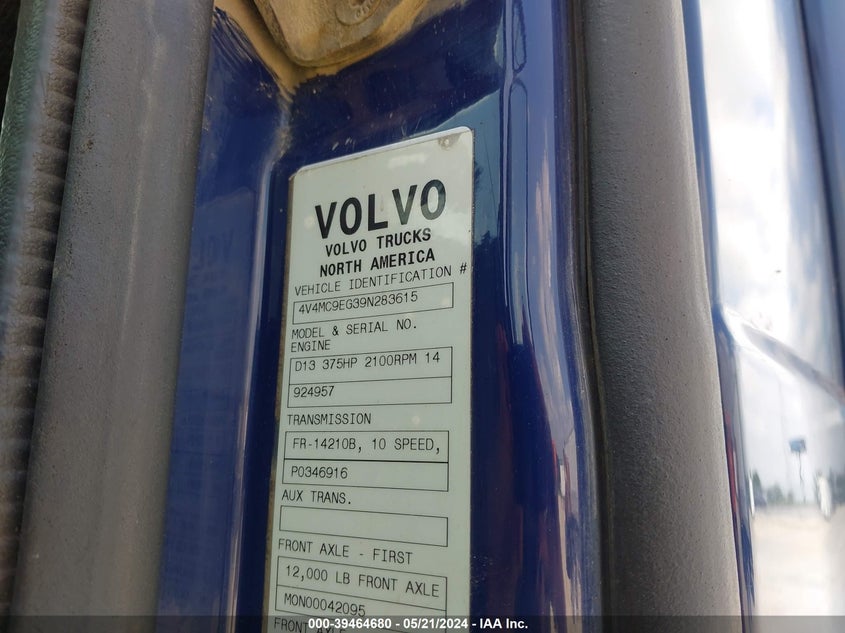 VOLVO
VOLVO TRUCKS
NORTH AMERICA
VEHICLE IDENTIFICATION #
4V4MC9EG39N283615
MODEL & SERIAL NO.
ENGINE
D13 375HP 2100RPM 14
924957
TRANSMISSION
FR-14210B, 10 SPEED,
P0346916
AUX TRANS.
FRONT AXLE - FIRST
12,000 LB FRONT AXLE
MON00042095
FRONT AXLE
000-39464680 - 05/21/2024 - IAA Inc.